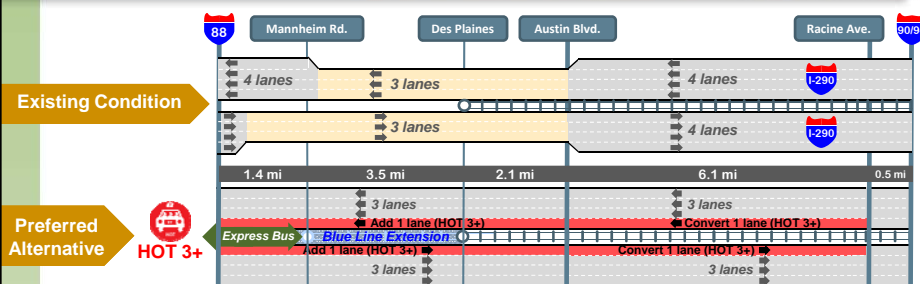 88
Mannheim Rd.
Des Plaines
Austin Blvd.
Racine Ave.
90/9
Existing Condition
4 lanes
3 lanes
4 lanes
I-290
3 lanes
4 lanes
I-290
1.4 mi
3.5 mi
2.1 mi
6.1 mi
0.5 mi
Preferred
Alternative
HOT 3+
3 lanes
3 lanes
Add 1 lane (HOT 3+)
Convert 1 lane (HOT 3+)
Express Bus
Blue Line Extension
Add 1 lane (HOT 3+)
Convert 1 lane (HOT 3+)
3 lanes
3 lanes